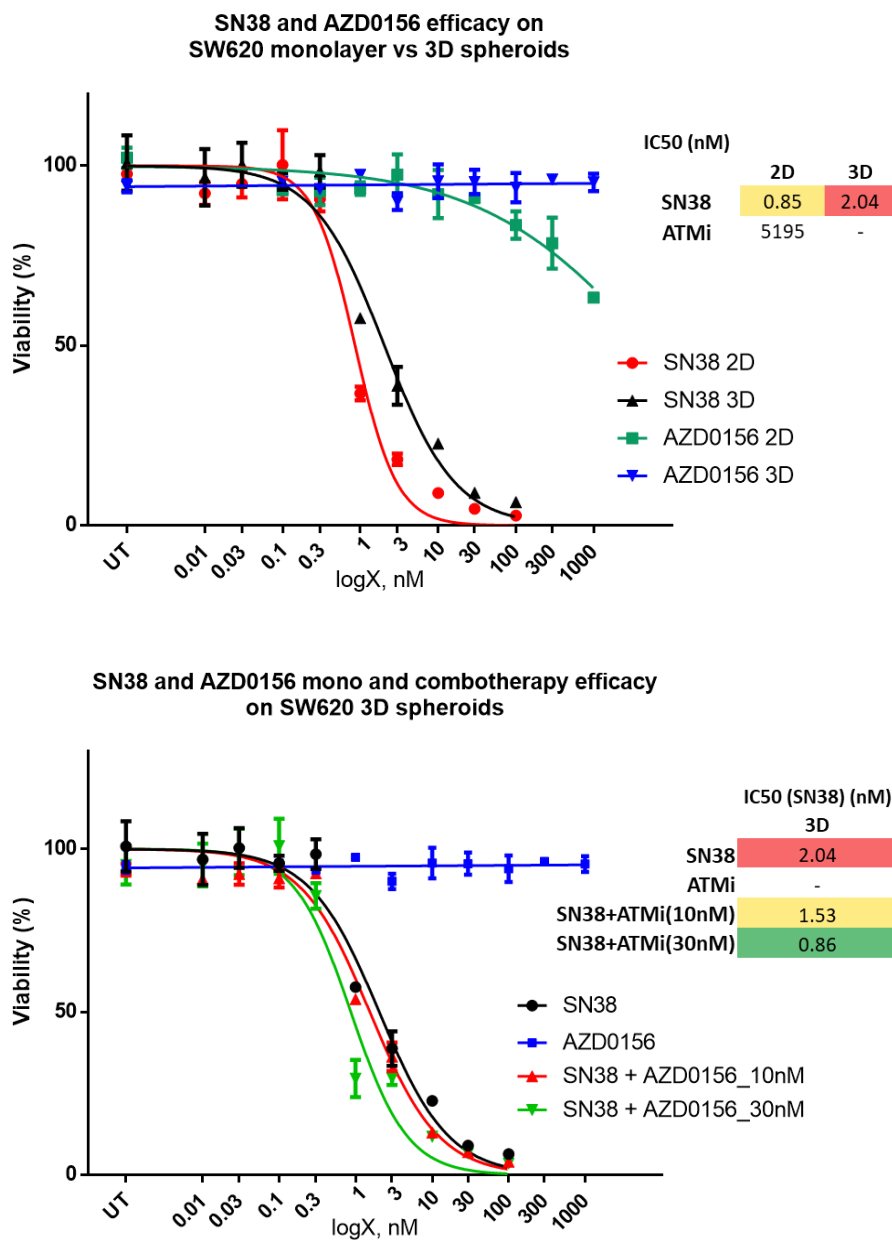 SN38 and AZD0156 efficacy on
SW620 monolayer vs 3D spheroids
Viability (%)
100
50
0
UT
0.01
0.03
0.1
0.3
1
3
10
30
100
300
1000
logX, nM
IC50 (nM)
2D 3D
SN38 0.85 2.04
ATMi 5195 -
SN38 2D
SN38 3D
AZD0156 2D
AZD0156 3D
SN38 and AZD0156 mono and combotherapy efficacy
on SW620 3D spheroids
Viability (%)
100
50
0
UT
0.01
0.03
0.1
0.3
1
3
10
30
100
300
1000
logX, nM
IC50 (SN38) (nM)
3D
SN38 2.04
ATMi -
SN38+ATMi(10nM) 1.53
SN38+ATMi(30nM) 0.86
SN38
AZD0156
SN38 + AZD0156_10nM
SN38 + AZD0156_30nM